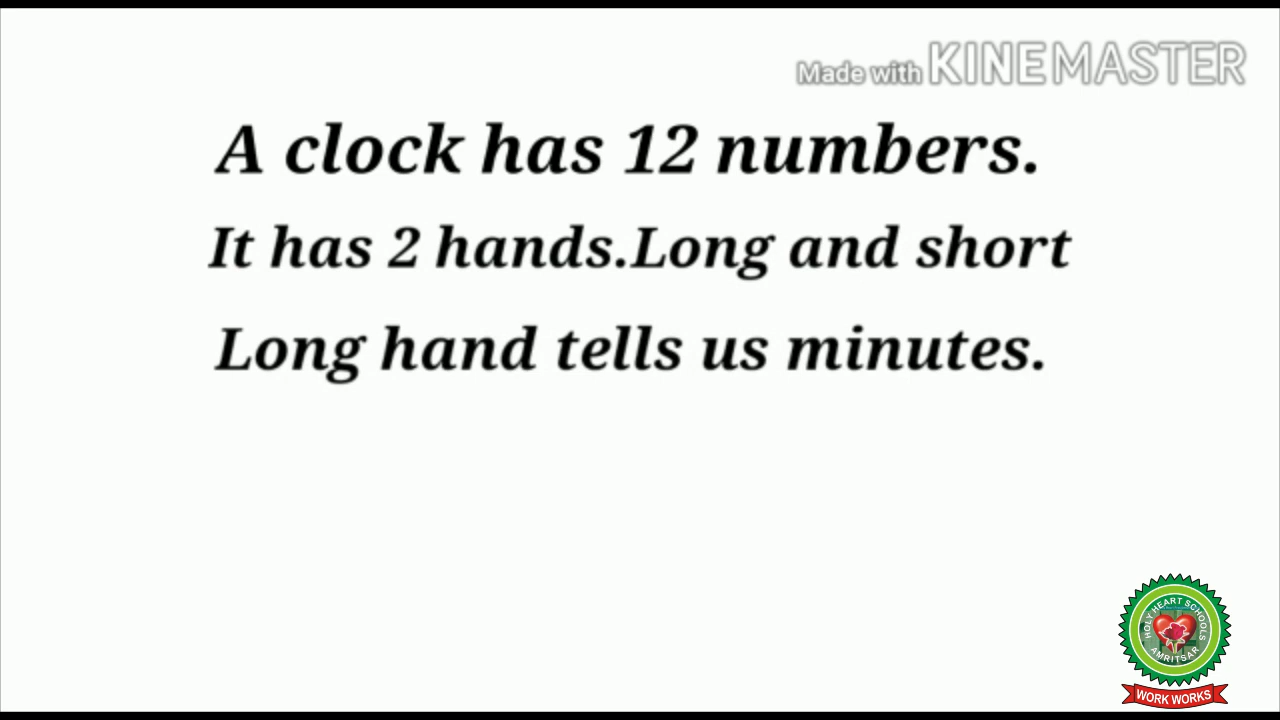 Made with KINEMASTER
A clock has 12 numbers.
It has 2 hands.Long and short
Long hand tells us minutes.
HOLY HEART SCHOOLS
AMRITSAR
WORK WORKS